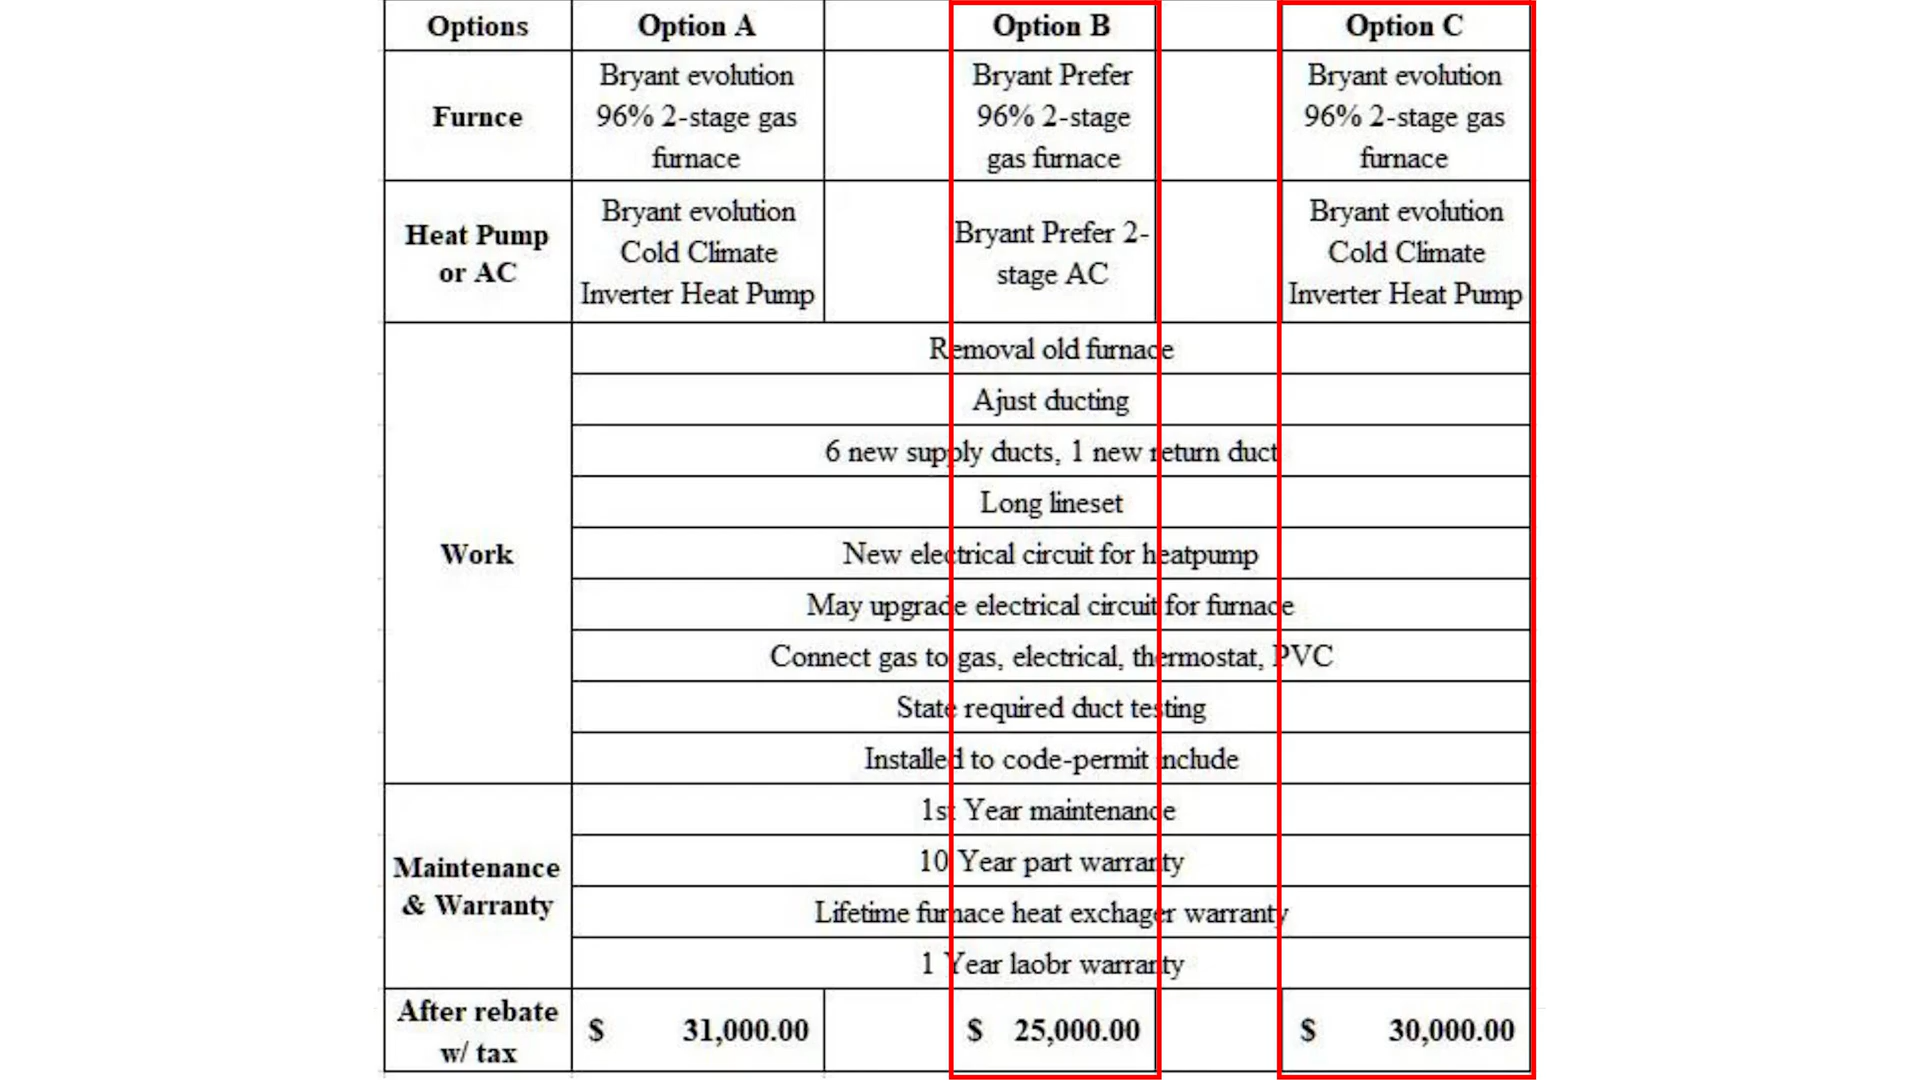 Options Option A Option B Option C
Furnce
Bryant evolution
96% 2-stage gas
furnace
Bryant Prefer
96% 2-stage
gas furnace
Bryant evolution
96% 2-stage gas
furnace
Heat Pump
or AC
Bryant evolution
Cold Climate
Inverter Heat Pump
Bryant Prefer 2-
stage AC
Bryant evolution
Cold Climate
Inverter Heat Pump
Work
Removal old furnace
Ajust ducting
6 new supply ducts, 1 new return duct
Long lineset
New electrical circuit for heatpump
May upgrade electrical circuit for furnace
Connect gas to gas, electrical, thermostat, PVC
State required duct testing
Installed to code-permit include
Maintenance
& Warranty
1st Year maintenance
10 Year part warranty
Lifetime furnace heat exchager warranty
1 Year laobr warranty
After rebate
w/ tax
$ 31,000.00
$ 25,000.00
$ 30,000.00